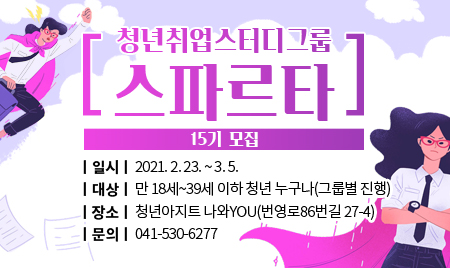 청년취업스터디그룹
[스파르타]
15기 모집
| 일시 | 2021. 2. 23. ~ 3. 5.
| 대상 | 만 18세~39세 이하 청년 누구나(그룹별 진행)
| 장소 | 청년아지트 나와YOU(번영로86번길 27-4)
| 문의 | 041-530-6277